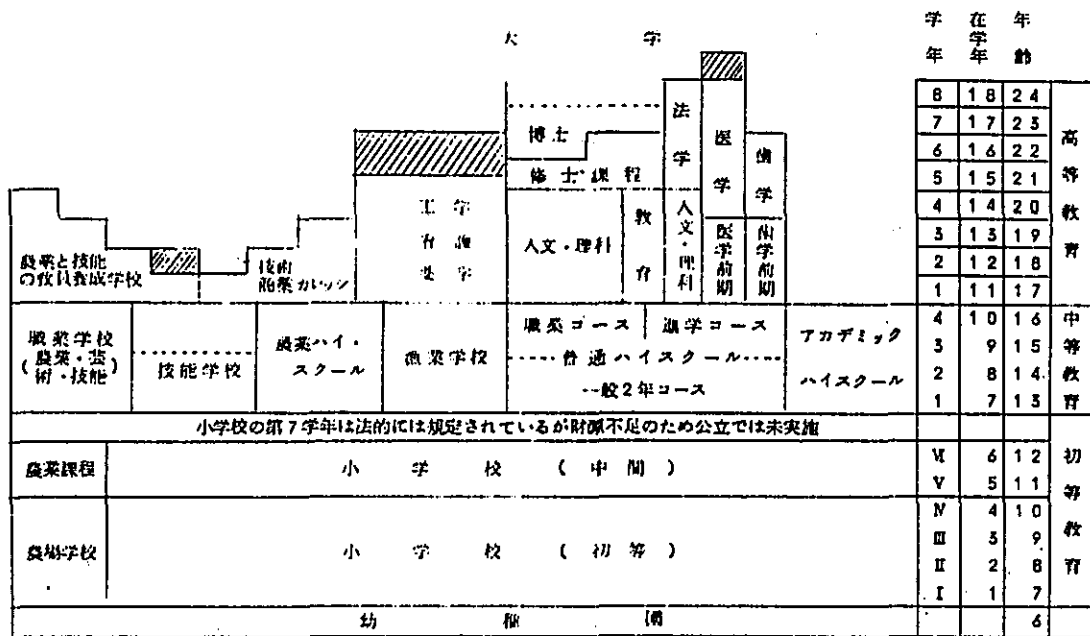 学年 在学年 年齢
大学
8 18 24
7 17 23
6 16 22
5 15 21
4 14 20
3 13 19
2 12 18
1 11 17
高等教育
博士
修士課程
法学
医学
歯学
工学
看護
薬学
人文・理科
教育
人文・理科
医学前期
歯学前期
農業と技能
の教員養成学校
技術
農業カレッジ
職業学校
(農業・芸
術・技能)
技能学校
農業ハイ・
スクール
漁業学校
職業コース
進学コース
普通ハイスクール
一般2年コース
アカデミック
ハイスクール
4 10 16
3 9 15
2 8 14
1 7 13
中等教育
小学校の第7学年は法的には規定されているが財源不足のため公立では未実施
農業課程
小学校(中間)
VI 6 12
V 5 11
農場学校
小学校(初等)
IV 4 10
III 3 9
II 2 8
I 1 7
初等教育
幼稚園
6